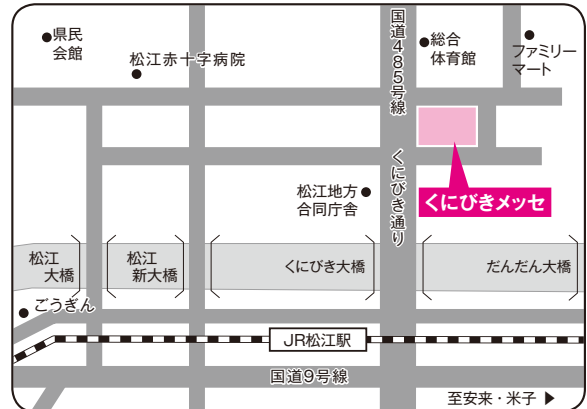 県民
会館
松江赤十字病院
国道485号線
総合
体育館
ファミリー
マート
くにびき通り
松江地方
合同庁舎
くにびきメッセ
松江
大橋
松江
新大橋
くにびき大橋
だんだん大橋
ごうぎん
JR松江駅
国道9号線
至安来・米子 ▶